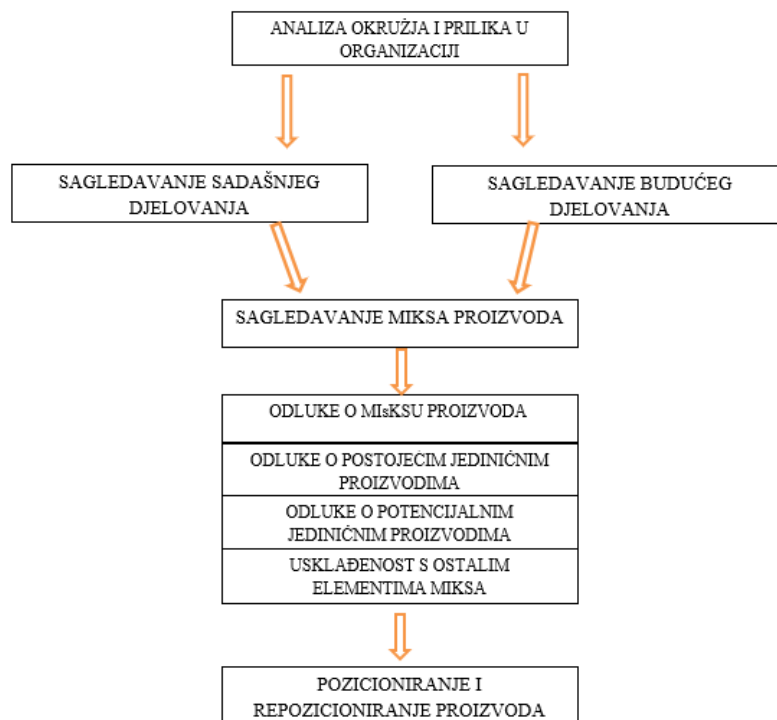 ANALIZA OKRUŽJA I PRILIKA U
ORGANIZACIJI
SAGLEDAVANJE SADAŠNJEG
DJELOVANJA
SAGLEDAVANJE BUDUĆEG
DJELOVANJA
SAGLEDAVANJE MIKSA PROIZVODA
ODLUKE O MIsKSU PROIZVODA
ODLUKE O POSTOJEĆIM JEDINIČNIM
PROIZVODIMA
ODLUKE O POTENCIJALNIM
JEDINIČNIM PROIZVODIMA
USKLAĐENOST S OSTALIM
ELEMENTIMA MIKSA
POZICIONIRANJE I
REPOZICIONIRANJE PROIZVODA